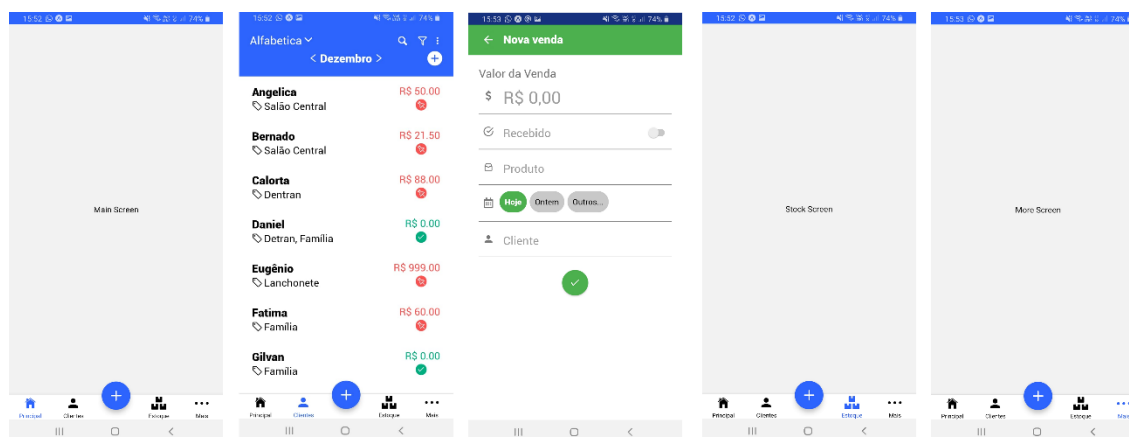 15:52 74%
Main Screen
Principal Clientes Estoque Mais
15:52 74%
Alfabetica
< Dezembro >
Angelica R$ 50.00
Salão Central
Bernado R$ 21.50
Salão Central
Calorta R$ 88.00
Dentran
Daniel R$ 0.00
Detran, Família
Eugênio R$ 999.00
Lanchonete
Fatima R$ 60.00
Família
Gilvan R$ 0.00
Família
Principal Clientes Estoque Mais
15:53 74%
Nova venda
Valor da Venda
$ R$ 0,00
Recebido
Produto
Hoje Ontem Outros...
Cliente
15:52 74%
Stock Screen
Principal Clientes Estoque Mais
15:53 74%
More Screen
Principal Clientes Estoque Mais